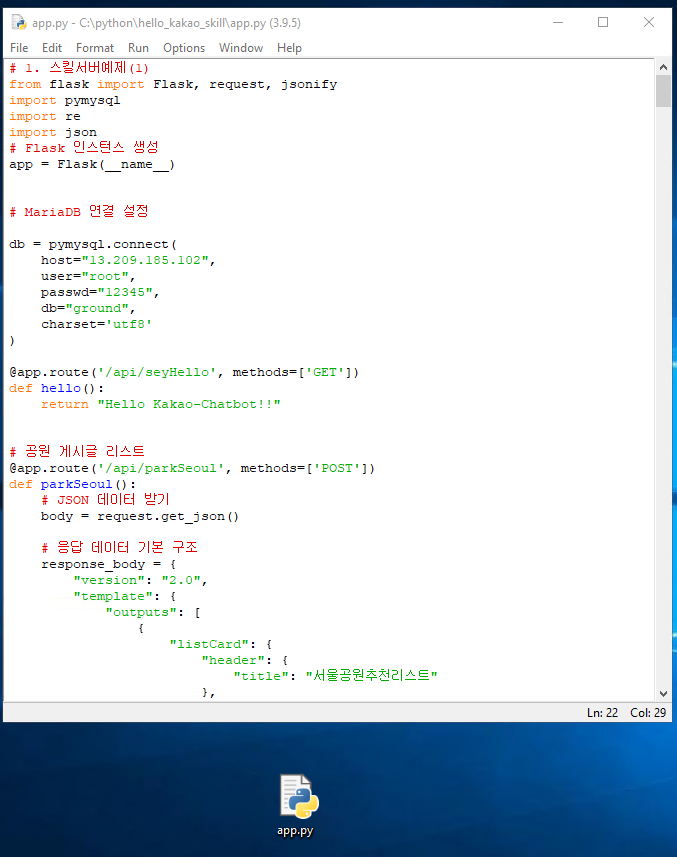 app.py - C:\python\hello_kakao_skill\app.py (3.9.5)
File Edit Format Run Options Window Help
# 1. 스킬서버예제(1)
from flask import Flask, request, jsonify
import pymysql
import re
import json
# Flask 인스턴스 생성
app = Flask(__name__)
# MariaDB 연결 설정
db = pymysql.connect(
    host="13.209.185.102",
    user="root",
    passwd="12345",
    db="ground",
    charset='utf8'
)
@app.route('/api/seyHello', methods=['GET'])
def hello():
    return "Hello Kakao-Chatbot!!"
# 공원 게시글 리스트
@app.route('/api/parkSeoul', methods=['POST'])
def parkSeoul():
    # JSON 데이터 받기
    body = request.get_json()
    # 응답 데이터 기본 구조
    response_body = {
        "version": "2.0",
        "template": {
            "outputs": [
                {
                    "listCard": {
                        "header": {
                            "title": "서울공원추천리스트"
                        },
Ln: 22 Col: 29
app.py